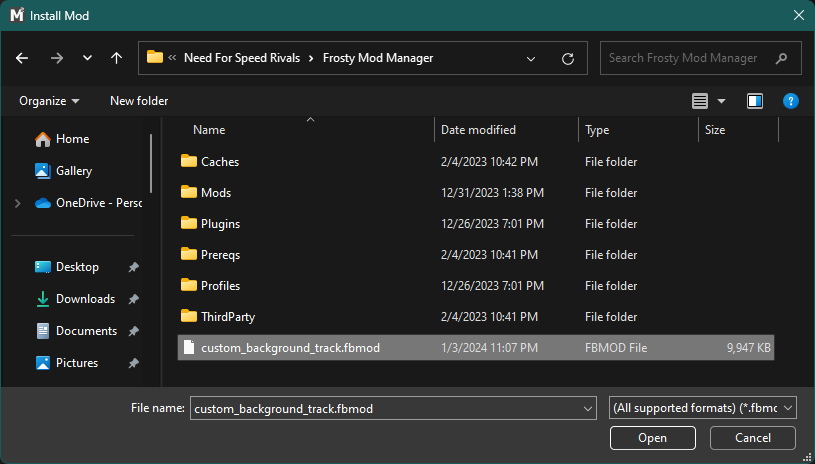 Install Mod
« Need For Speed Rivals > Frosty Mod Manager
Search Frosty Mod Manager
Organize New folder
Name Date modified Type Size
Home
Gallery
OneDrive - Perso
Desktop
Downloads
Documents
Pictures
Caches 2/4/2023 10:42 PM File folder
Mods 12/31/2023 1:38 PM File folder
Plugins 12/26/2023 7:01 PM File folder
Prereqs 2/4/2023 10:41 PM File folder
Profiles 12/26/2023 7:01 PM File folder
ThirdParty 2/4/2023 10:41 PM File folder
custom_background_track.fbmod 1/3/2024 11:07 PM FBMOD File 9,947 KB
File name: custom_background_track.fbmod (All supported formats) (*.fbmc
Open Cancel